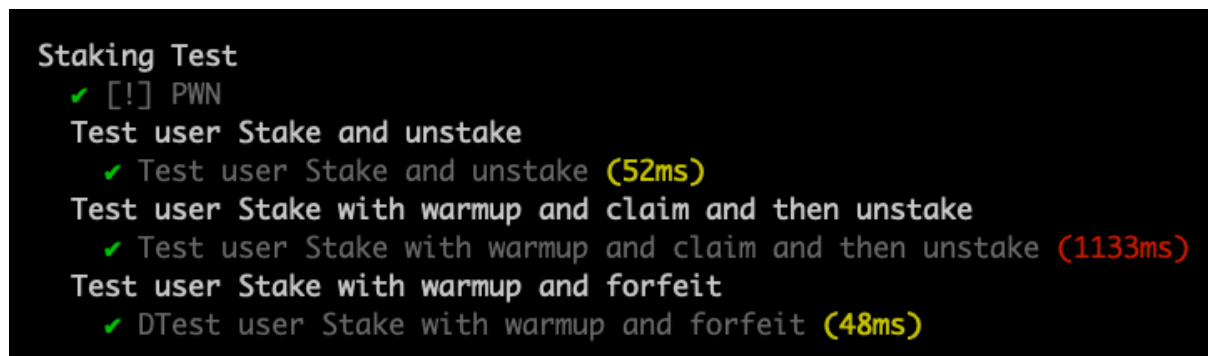 Staking Test
✔ [!] PWN
Test user Stake and unstake
✔ Test user Stake and unstake (52ms)
Test user Stake with warmup and claim and then unstake
✔ Test user Stake with warmup and claim and then unstake (1133ms)
Test user Stake with warmup and forfeit
✔ DTest user Stake with warmup and forfeit (48ms)